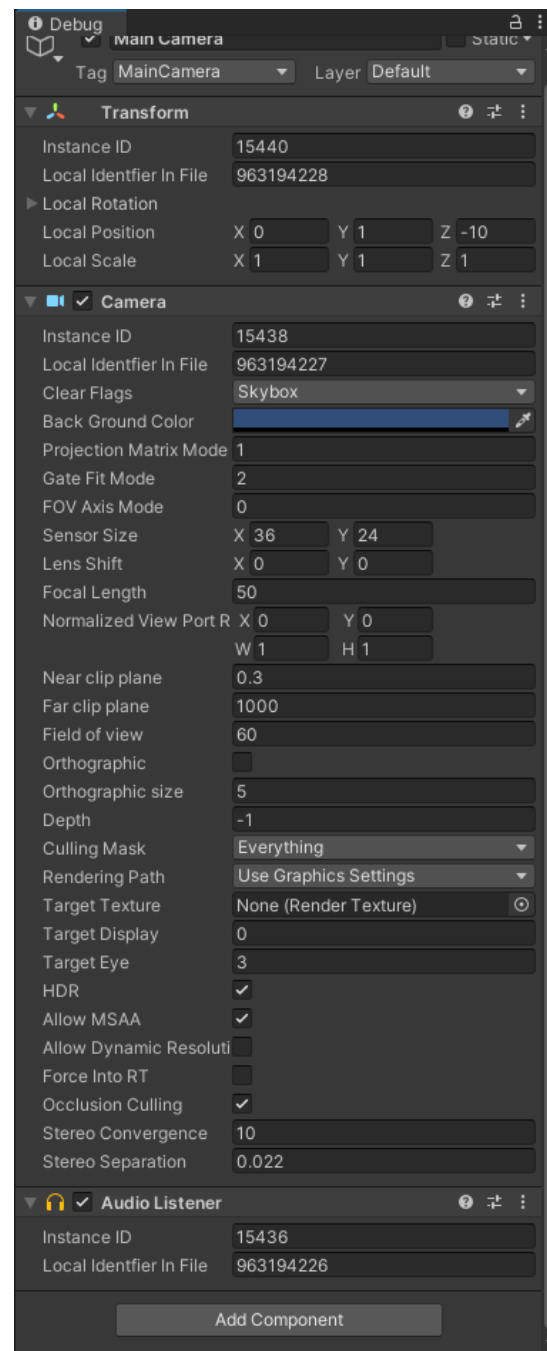 Debug
Main Camera Static
Tag MainCamera Layer Default
Transform
Instance ID 15440
Local Identfier In File 963194228
Local Rotation
Local Position X 0 Y 1 Z -10
Local Scale X 1 Y 1 Z 1
Camera
Instance ID 15438
Local Identfier In File 963194227
Clear Flags Skybox
Back Ground Color
Projection Matrix Mode 1
Gate Fit Mode 2
FOV Axis Mode 0
Sensor Size X 36 Y 24
Lens Shift X 0 Y 0
Focal Length 50
Normalized View Port R X 0 Y 0
W 1 H 1
Near clip plane 0.3
Far clip plane 1000
Field of view 60
Orthographic
Orthographic size 5
Depth -1
Culling Mask Everything
Rendering Path Use Graphics Settings
Target Texture None (Render Texture)
Target Display 0
Target Eye 3
HDR
Allow MSAA
Allow Dynamic Resoluti
Force Into RT
Occlusion Culling
Stereo Convergence 10
Stereo Separation 0.022
Audio Listener
Instance ID 15436
Local Identfier In File 963194226
Add Component